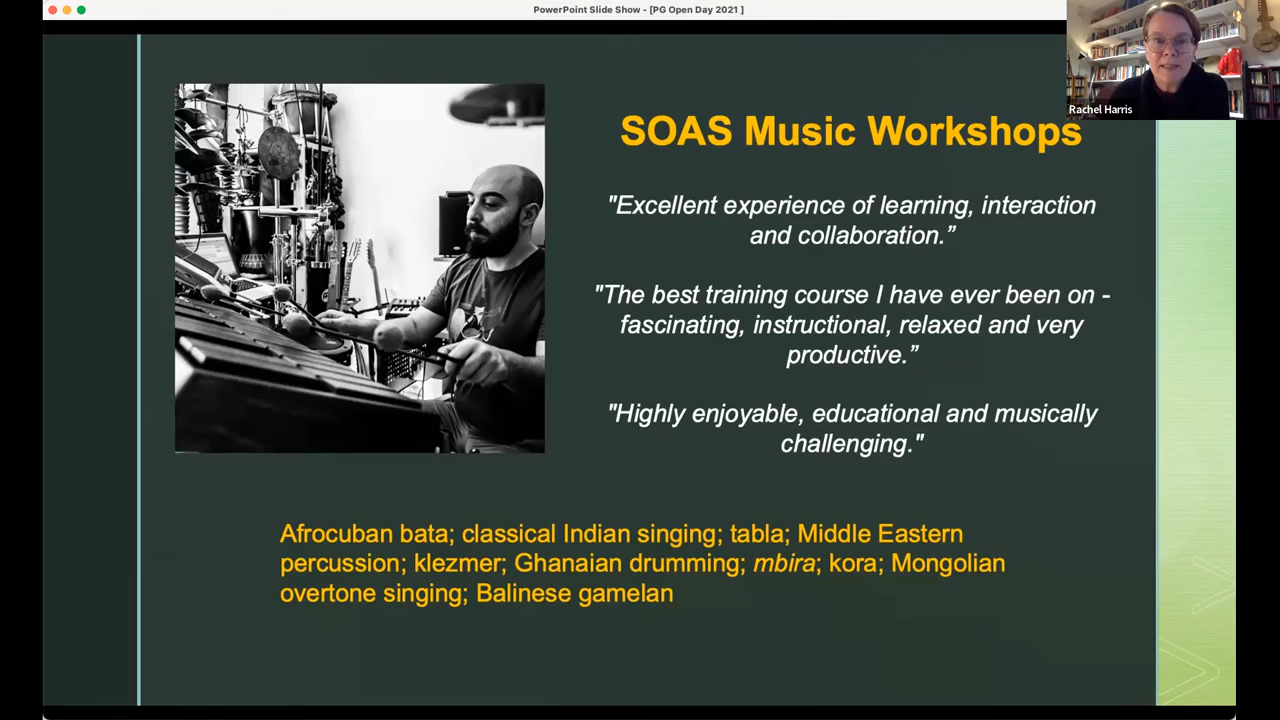 PowerPoint Slide Show - [PG Open Day 2021 ]
Rachel Harris
SOAS Music Workshops
"Excellent experience of learning, interaction
and collaboration.”
"The best training course I have ever been on -
fascinating, instructional, relaxed and very
productive.”
"Highly enjoyable, educational and musically
challenging."
Afrocuban bata; classical Indian singing; tabla; Middle Eastern
percussion; klezmer; Ghanaian drumming; mbira; kora; Mongolian
overtone singing; Balinese gamelan